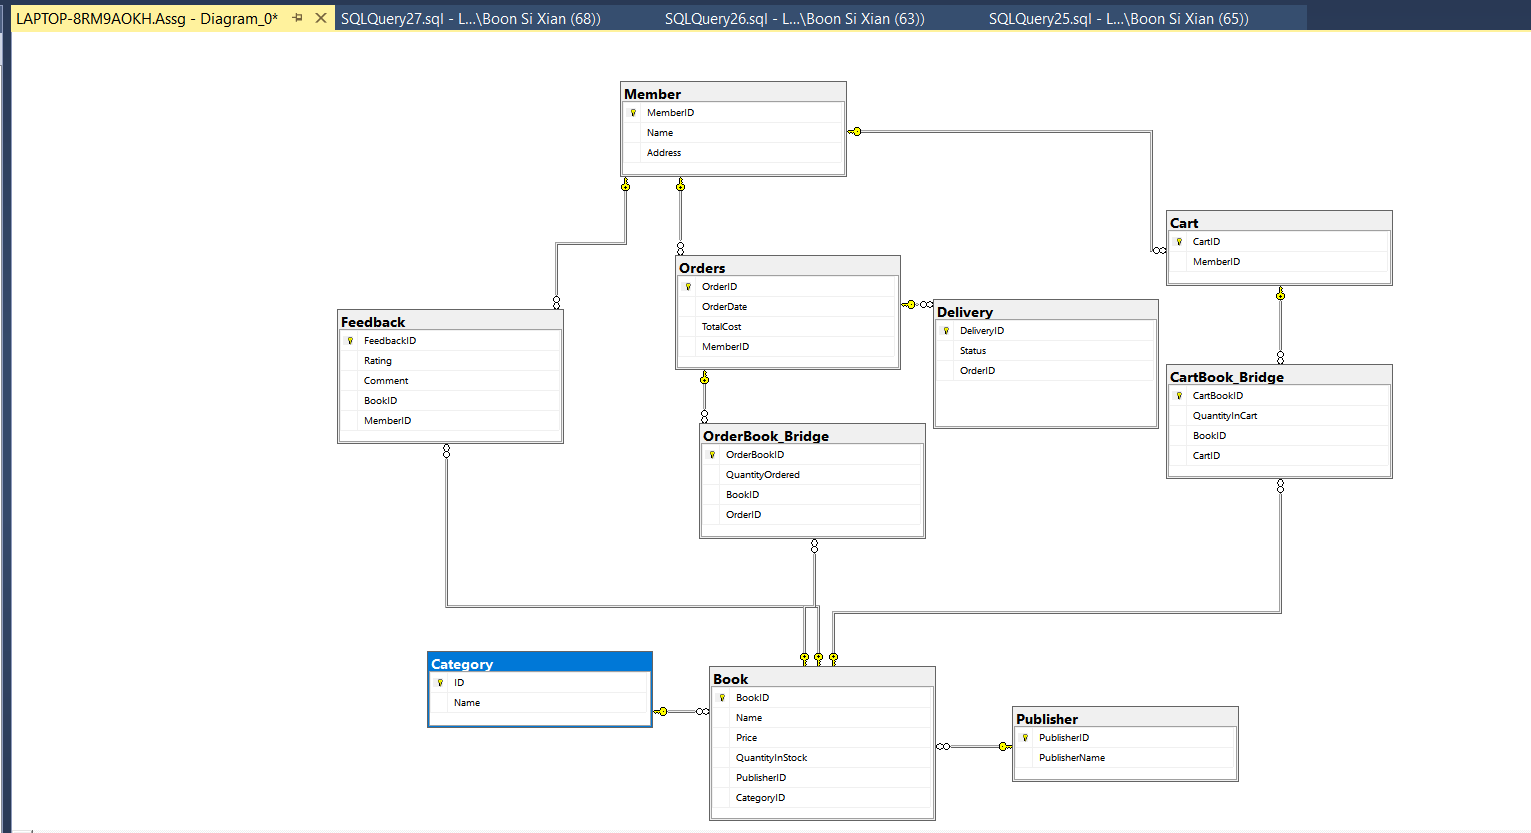 LAPTOP-8RM9AOKH.Assg - Diagram_0*
SQLQuery27.sql - L...\Boon Si Xian (68))
SQLQuery26.sql - L...\Boon Si Xian (63))
SQLQuery25.sql - L...\Boon Si Xian (65))
Member
MemberID
Name
Address
Cart
CartID
MemberID
Orders
OrderID
OrderDate
TotalCost
MemberID
Delivery
DeliveryID
Status
OrderID
Feedback
FeedbackID
Rating
Comment
BookID
MemberID
CartBook_Bridge
CartBookID
QuantityInCart
BookID
CartID
OrderBook_Bridge
OrderBookID
QuantityOrdered
BookID
OrderID
Category
ID
Name
Book
BookID
Name
Price
QuantityInStock
PublisherID
CategoryID
Publisher
PublisherID
PublisherName